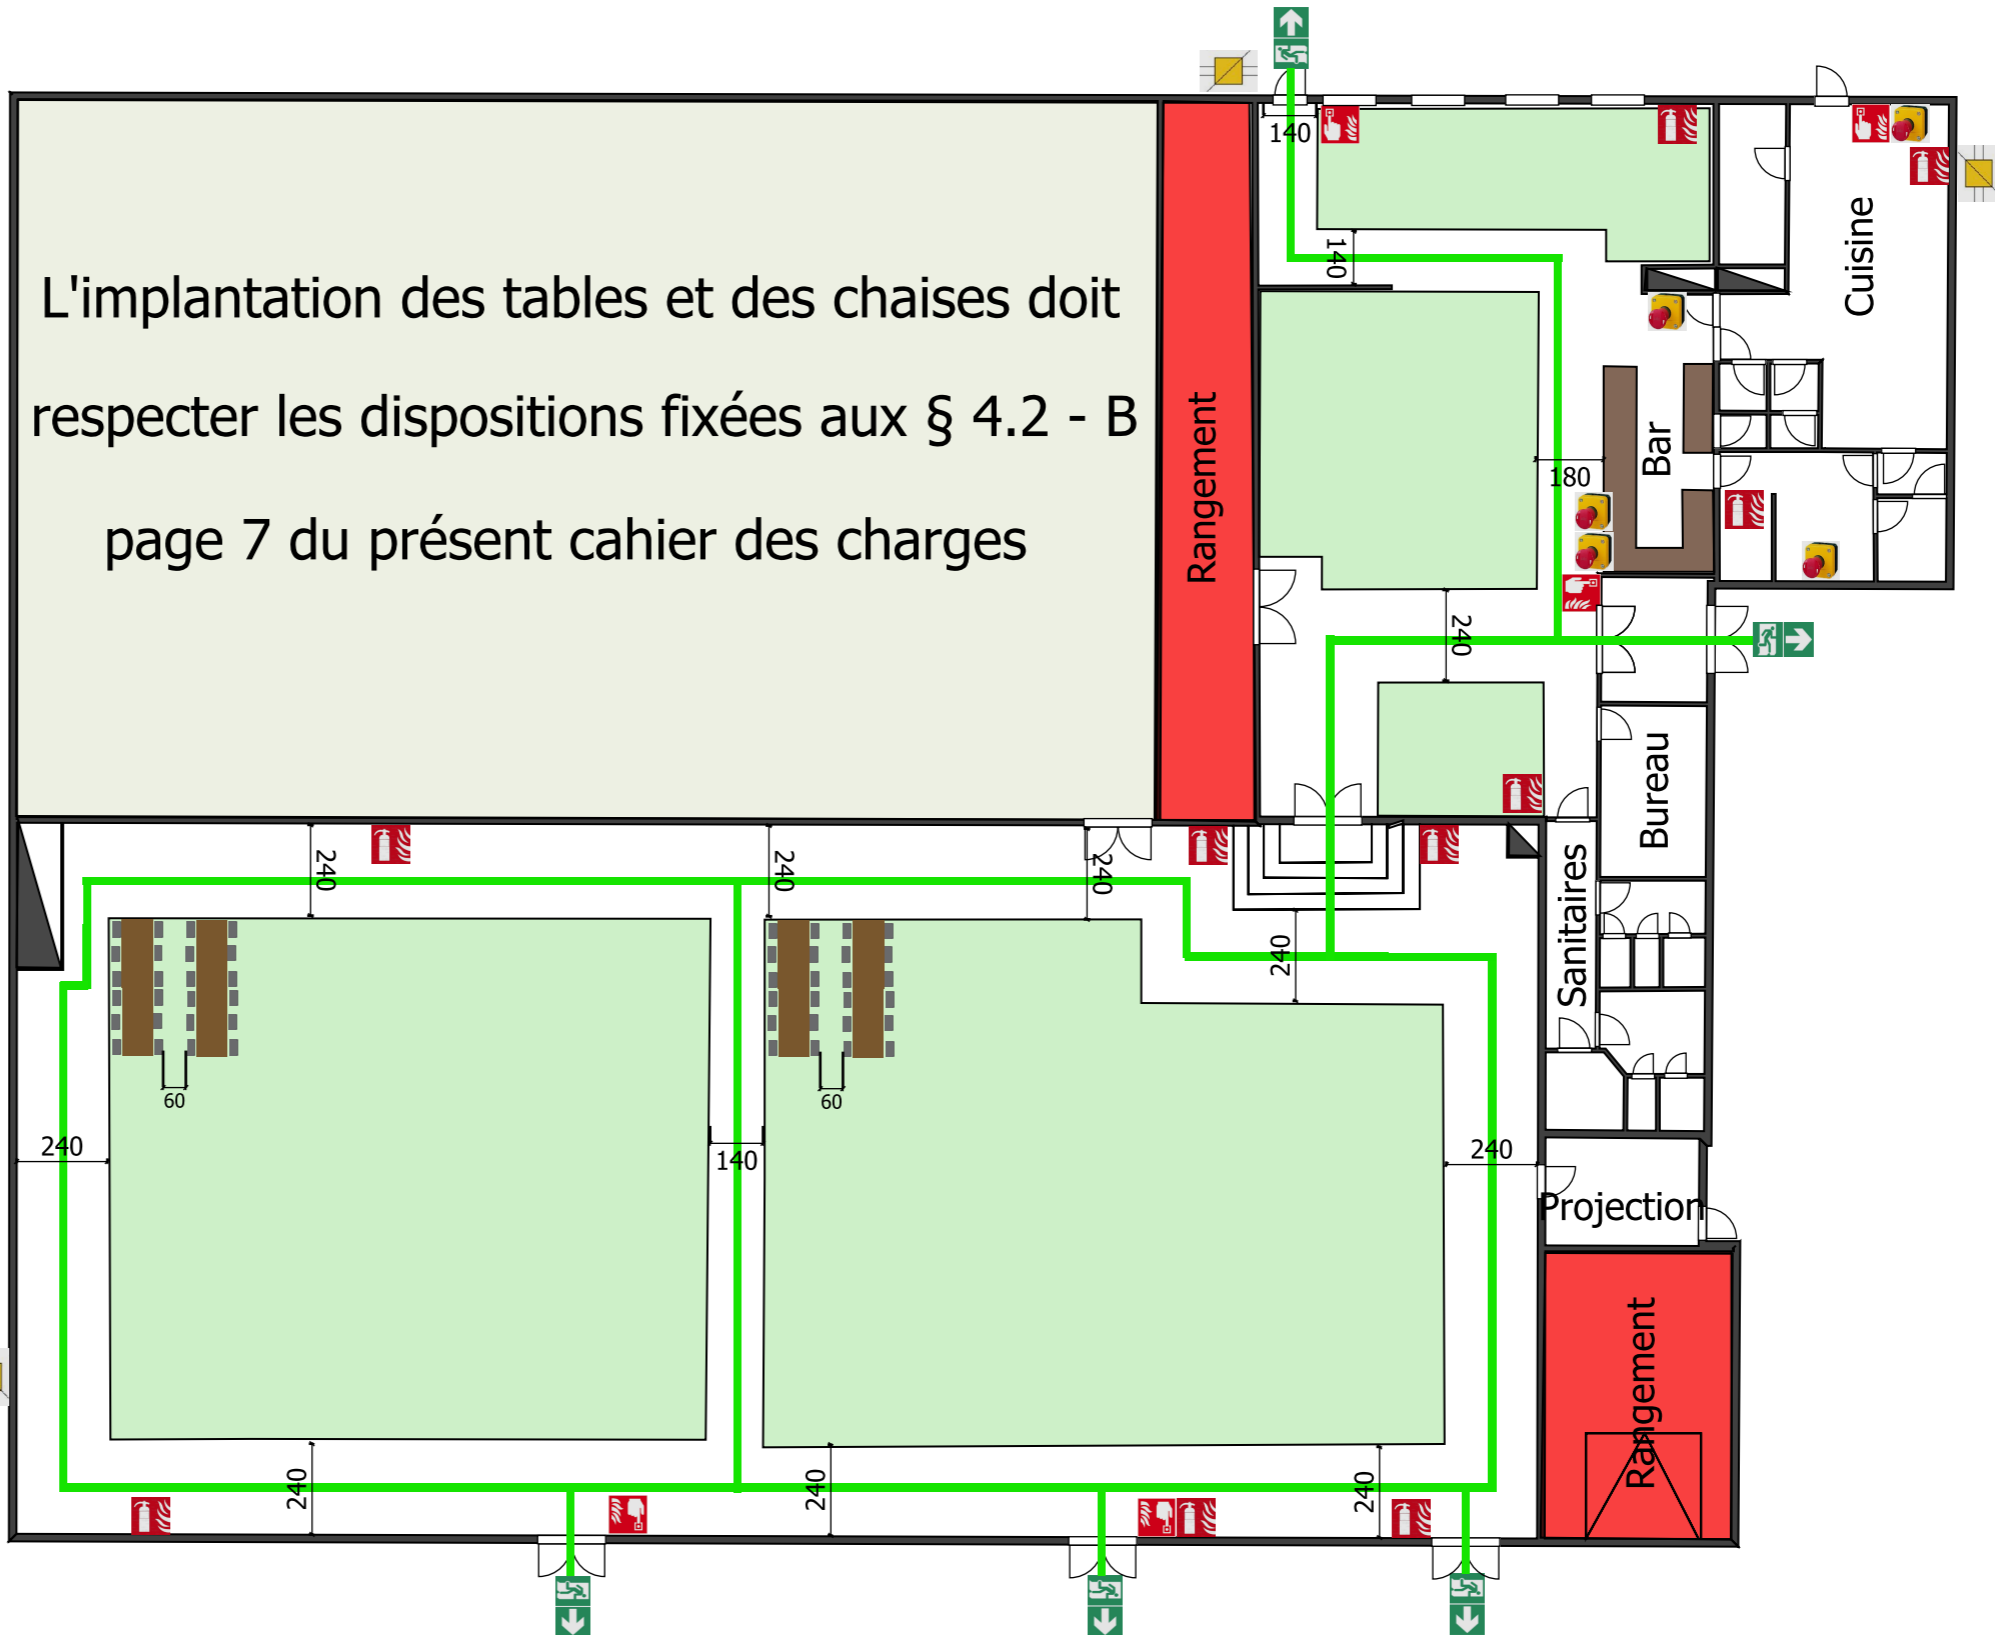 140
L'implantation des tables et des chaises doit
respecter les dispositions fixées aux § 4.2 - B
page 7 du présent cahier des charges
Rangement
140
Cuisine
Bar
180
240
Bureau
Sanitaires
240
240
240
240
60
60
240
140
240
Projection
Rangement
240
240
240